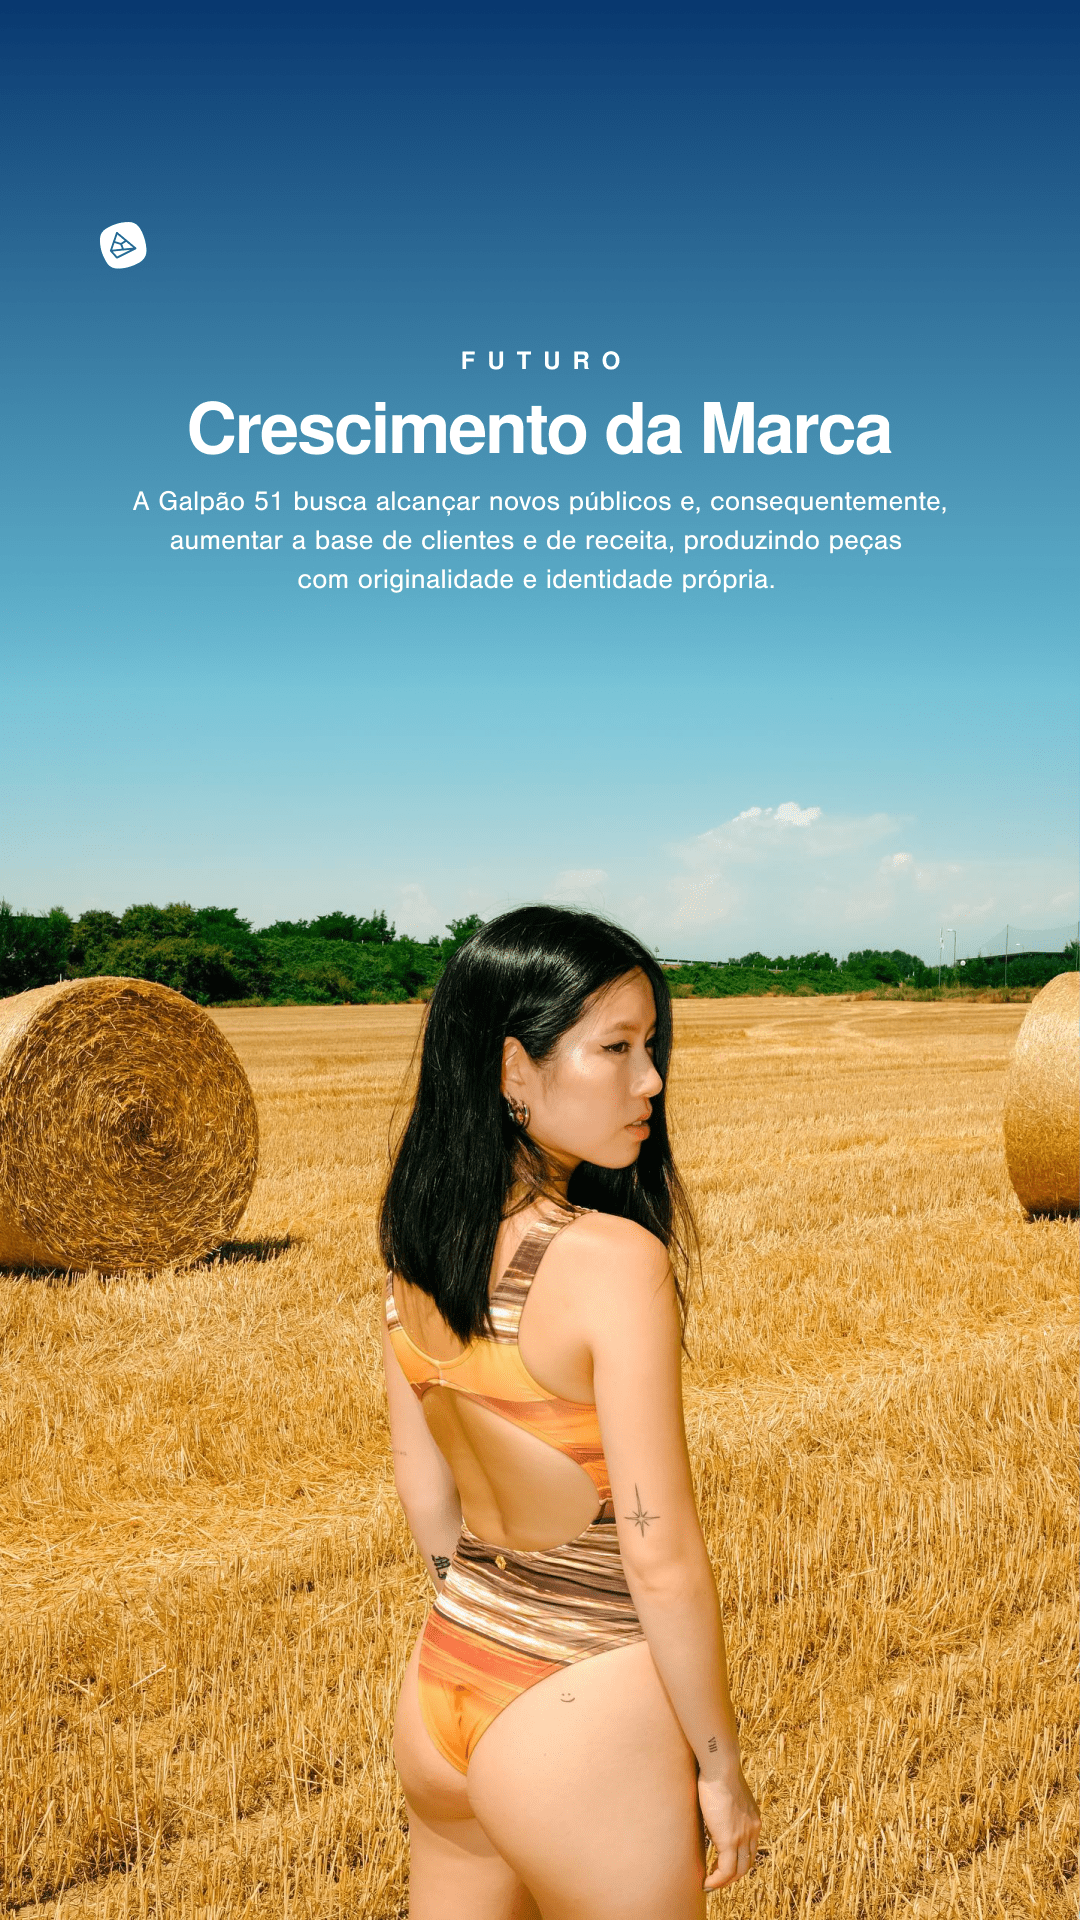 FUTURO
Crescimento da Marca
A Galpão 51 busca alcançar novos públicos e, consequentemente,
aumentar a base de clientes e de receita, produzindo peças
com originalidade e identidade própria.